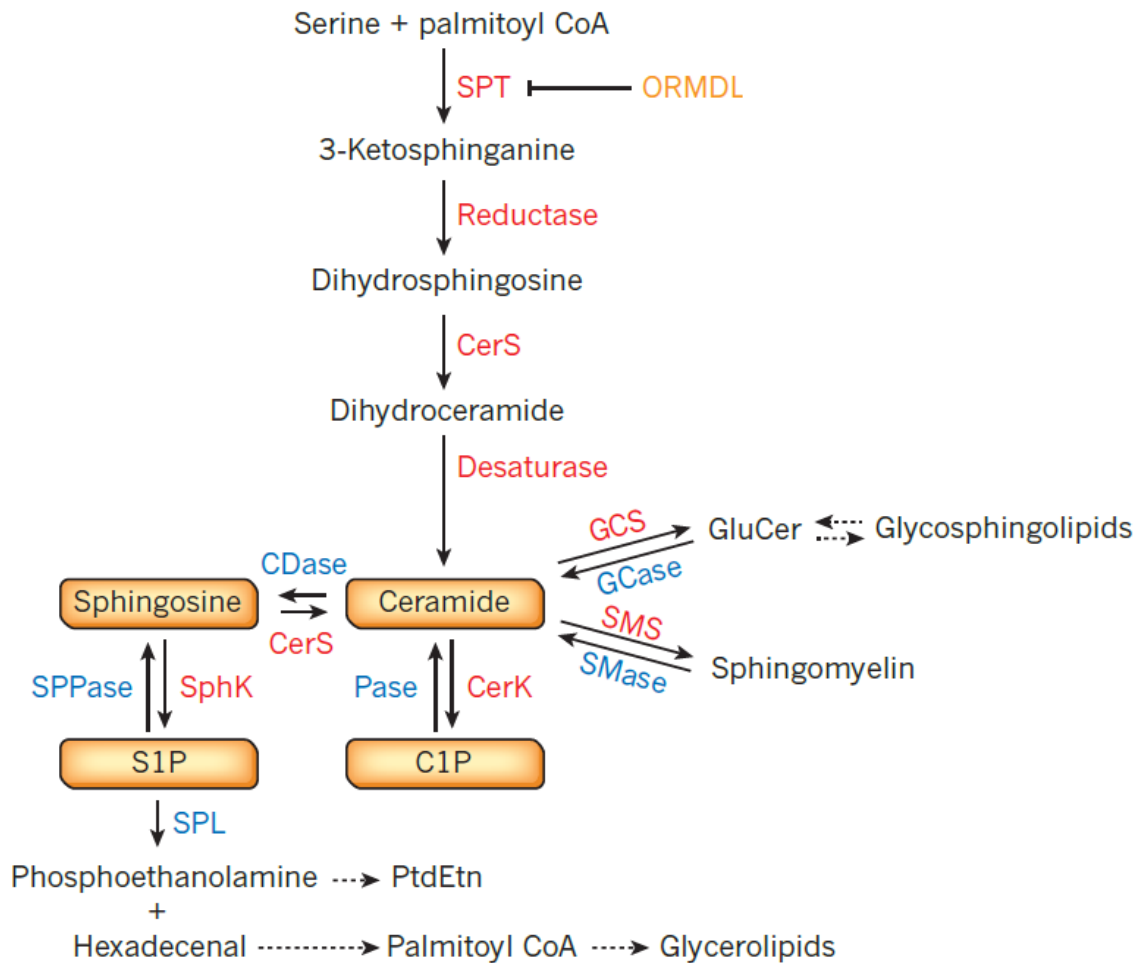 Serine + palmitoyl CoA
SPT ORMDL
3-Ketosphinganine
Reductase
Dihydrosphingosine
CerS
Dihydroceramide
Desaturase
GCS GluCer Glycosphingolipids
GCase
CDase
Sphingosine Ceramide
CerS
SMS
SMase Sphingomyelin
SPPase SphK Pase CerK
S1P C1P
SPL
Phosphoethanolamine PtdEtn
+
Hexadecenal Palmitoyl CoA Glycerolipids